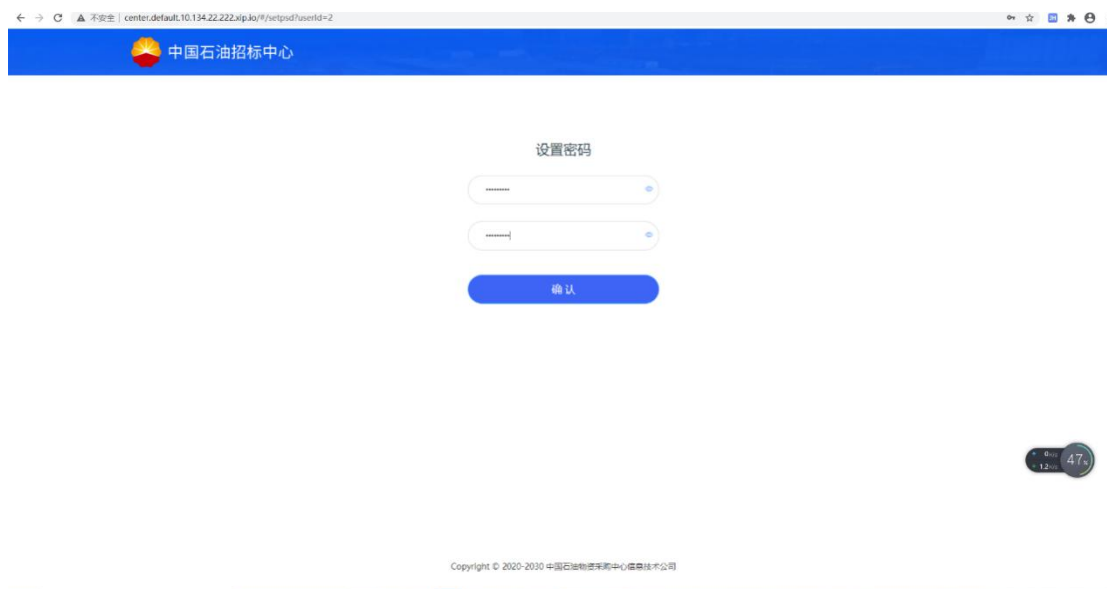 不安全 | center.default.10.134.22.222.xip.io/#/setpsd?userId=2
中国石油招标中心
设置密码
•••••••••
•••••••••
确 认
47%
Copyright © 2020-2030 中国石油物资采购中心信息技术公司